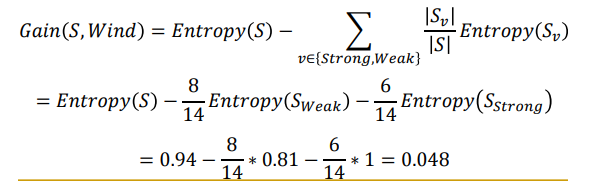 Gain(S, Wind) = Entropy(S) − ∑_{v∈{Strong,Weak}} |S_v|/|S| Entropy(S_v)
= Entropy(S) − 8/14 Entropy(S_Weak) − 6/14 Entropy(S_Strong)
= 0.94 − 8/14 * 0.81 − 6/14 * 1 = 0.048